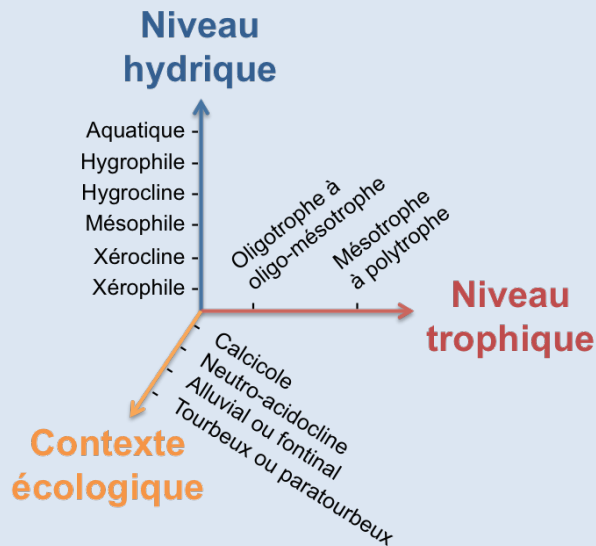 Niveau
hydrique
Aquatique -
Hygrophile -
Hygrocline -
Mésophile -
Xérocline -
Xérophile -
Oligotrophe à
oligo-mésotrophe
Mésotrophe
à polytrophe
Niveau
trophique
Calcicole
Neutro-acidocline
Alluvial ou fontinal
Tourbeux ou paratourbeux
Contexte
écologique